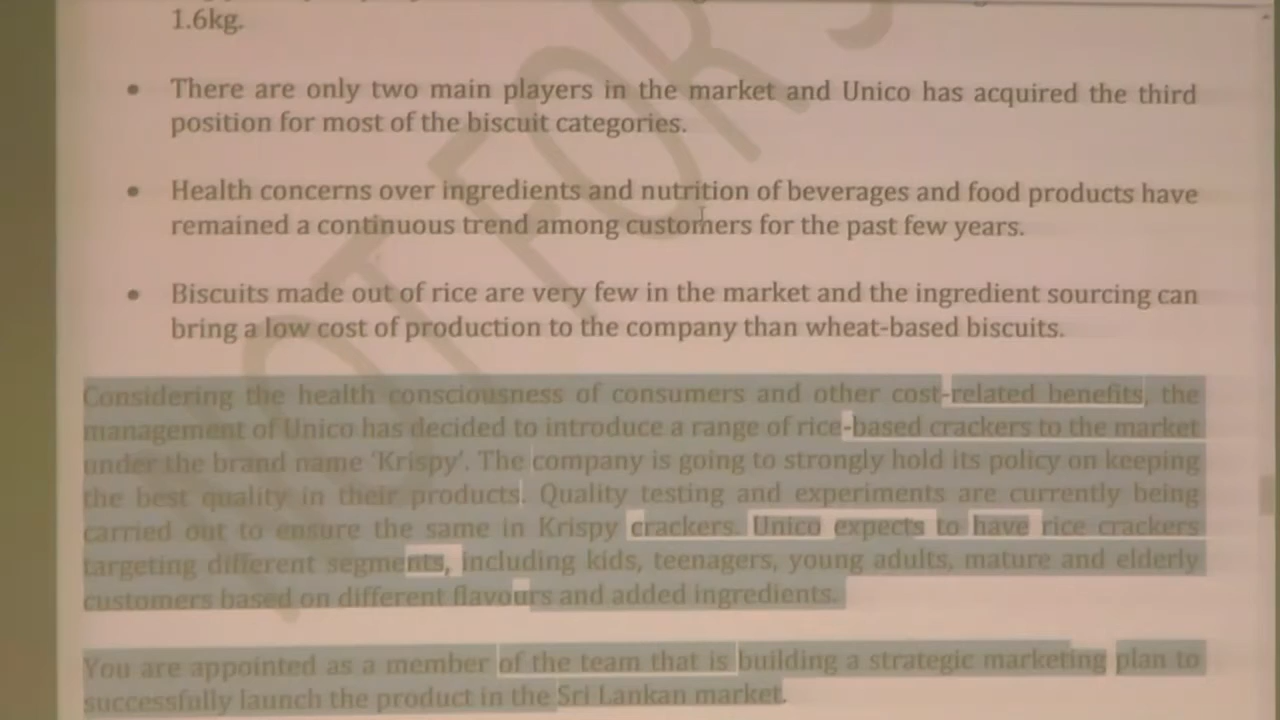 1.6kg.
• There are only two main players in the market and Unico has acquired the third
position for most of the biscuit categories.
• Health concerns over ingredients and nutrition of beverages and food products have
remained a continuous trend among customers for the past few years.
• Biscuits made out of rice are very few in the market and the ingredient sourcing can
bring a low cost of production to the company than wheat-based biscuits.
Considering the health consciousness of consumers and other cost-related benefits, the
management of Unico has decided to introduce a range of rice-based crackers to the market
under the brand name ‘Krispy’. The company is going to strongly hold its policy on keeping
the best quality in their products. Quality testing and experiments are currently being
carried out to ensure the same in Krispy crackers. Unico expects to have rice crackers
targeting different segments, including kids, teenagers, young adults, mature and elderly
customers based on different flavours and added ingredients.
You are appointed as a member of the team that is building a strategic marketing plan to
successfully launch the product in the Sri Lankan market.
NOT FOR